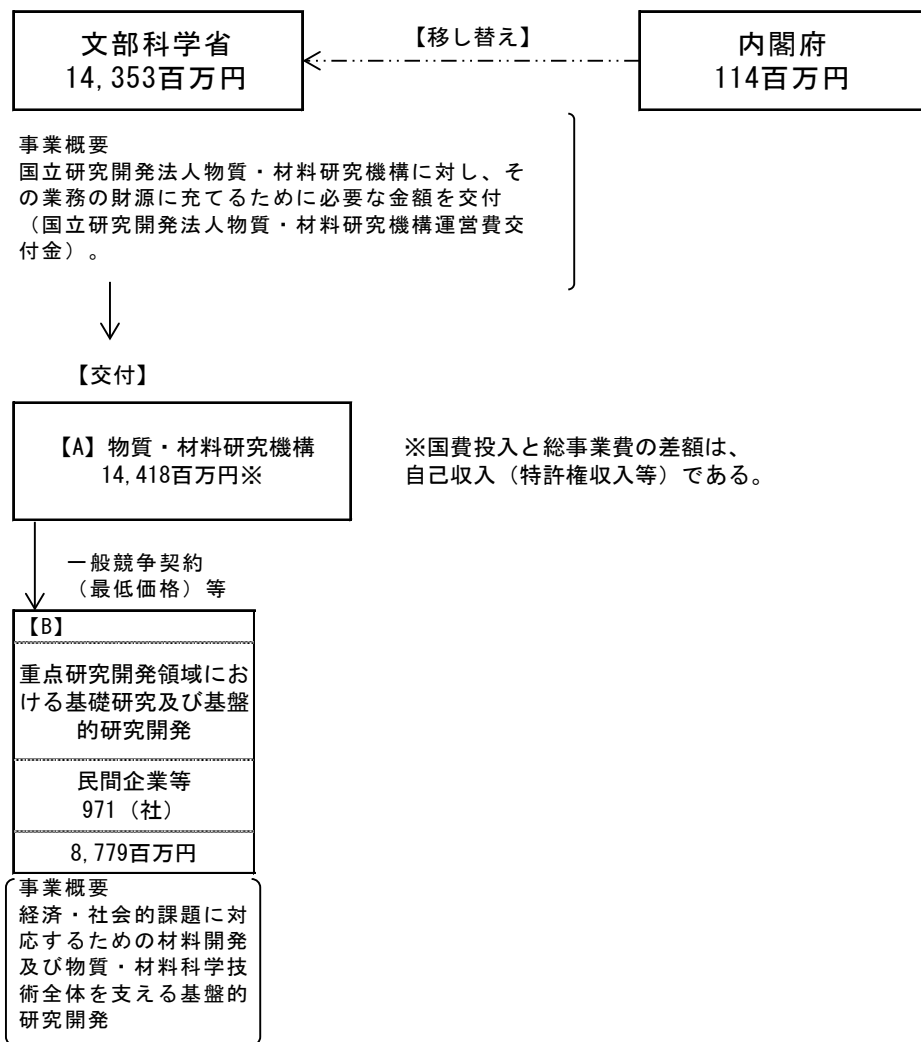 文部科学省
14,353百万円
【移し替え】
内閣府
114百万円
事業概要
国立研究開発法人物質・材料研究機構に対し、そ
の業務の財源に充てるために必要な金額を交付
（国立研究開発法人物質・材料研究機構運営費交
付金）。
【交付】
【A】物質・材料研究機構
14,418百万円※
※国費投入と総事業費の差額は、
自己収入（特許権収入等）である。
一般競争契約
（最低価格）等
【B】
重点研究開発領域にお
ける基礎研究及び基盤
的研究開発
民間企業等
971（社）
8,779百万円
事業概要
経済・社会的課題に対
応するための材料開発
及び物質・材料科学技
術全体を支える基盤的
研究開発